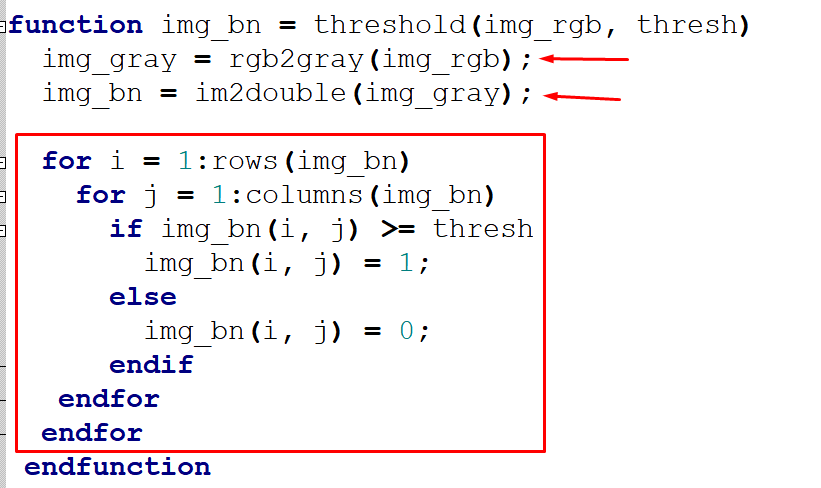 function img_bn = threshold(img_rgb, thresh)
img_gray = rgb2gray(img_rgb);
img_bn = im2double(img_gray);
for i = 1:rows(img_bn)
for j = 1:columns(img_bn)
if img_bn(i, j) >= thresh
img_bn(i, j) = 1;
else
img_bn(i, j) = 0;
endif
endfor
endfor
endfunction